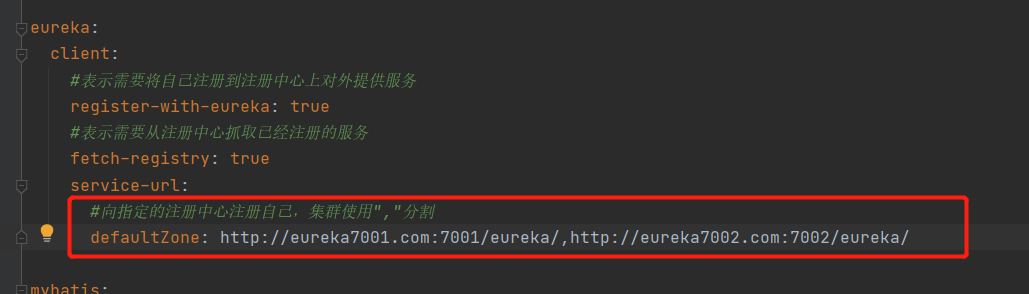 eureka:
client:
#表示需要将自己注册到注册中心上对外提供服务
register-with-eureka: true
#表示需要从注册中心抓取已经注册的服务
fetch-registry: true
service-url:
#向指定的注册中心注册自己，集群使用","分割
defaultZone: http://eureka7001.com:7001/eureka/,http://eureka7002.com:7002/eureka/
mybatis: